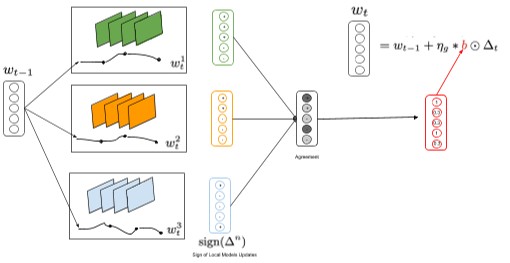 w_t
= w_{t-1} + η_g * b ⊙ Δ_t
w_{t-1}
w_t^1
w_t^2
w_t^3
Agreement
sign(Δ^n)
Sign of Local Models Updates